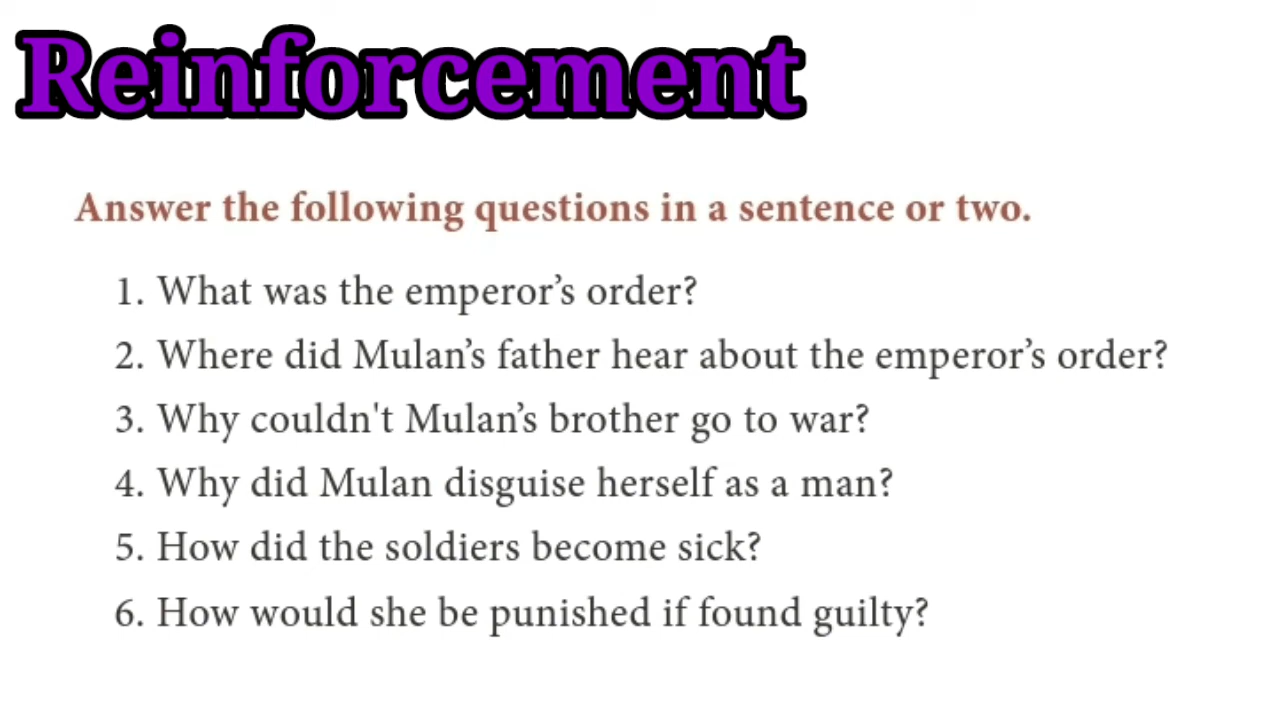 Reinforcement
Answer the following questions in a sentence or two.
1. What was the emperor’s order?
2. Where did Mulan’s father hear about the emperor’s order?
3. Why couldn't Mulan’s brother go to war?
4. Why did Mulan disguise herself as a man?
5. How did the soldiers become sick?
6. How would she be punished if found guilty?